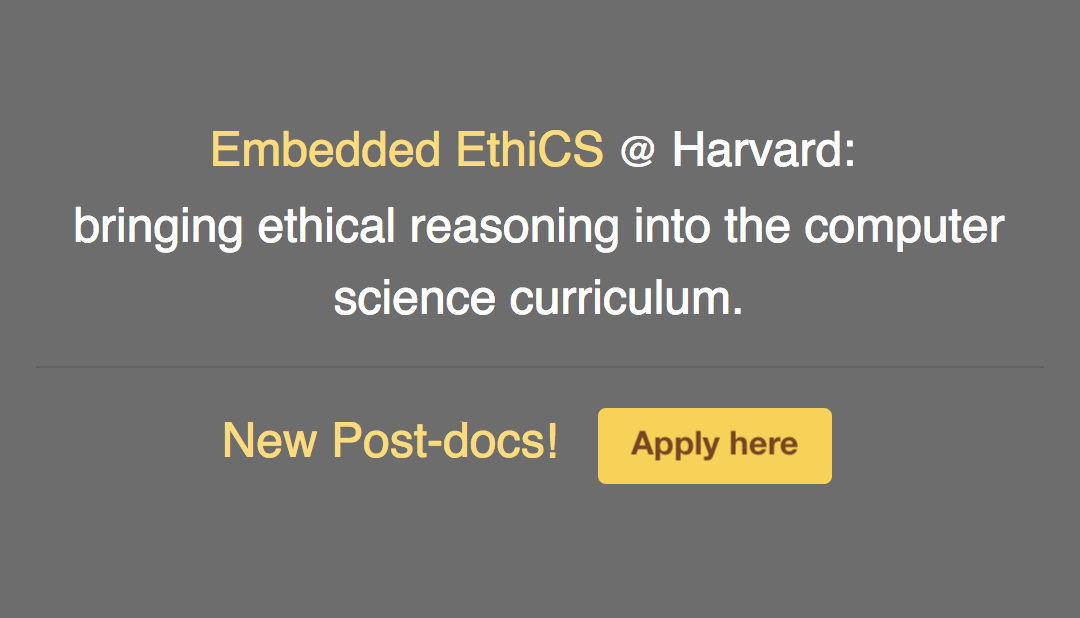 Embedded EthiCS @ Harvard:
bringing ethical reasoning into the computer
science curriculum.
New Post-docs! Apply here